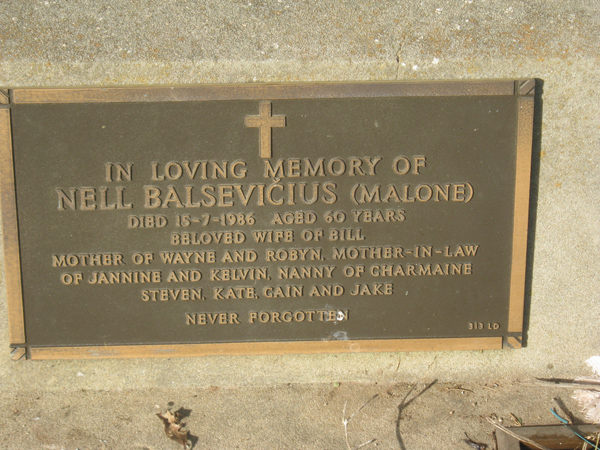 IN LOVING MEMORY OF
NELL BALSEVIČIUS (MALONE)
DIED 15-7-1986 AGED 60 YEARS
BELOVED WIFE OF BILL
MOTHER OF WAYNE AND ROBYN, MOTHER-IN-LAW
OF JANNINE AND KELVIN, NANNY OF CHARMAINE
STEVEN, KATE, CAIN AND JAKE
NEVER FORGOTTEN
313 LD